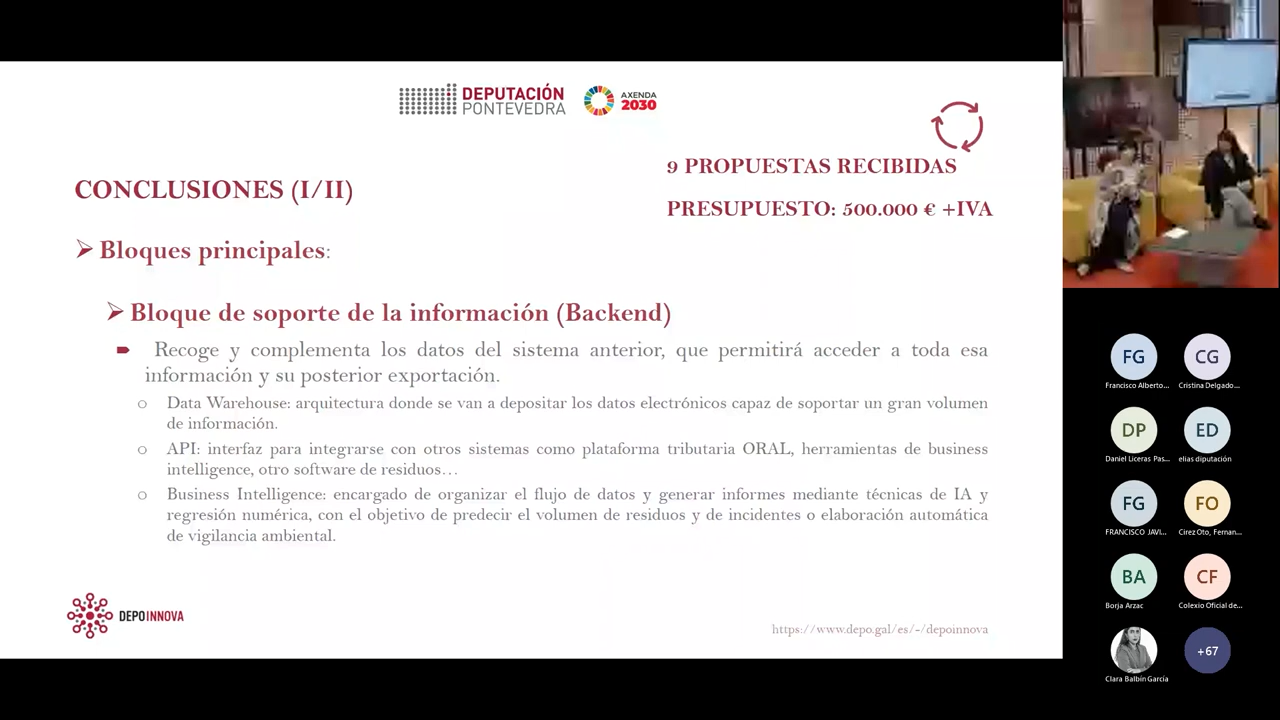 DEPUTACIÓN
PONTEVEDRA
AXENDA
2030
9 PROPUESTAS RECIBIDAS
CONCLUSIONES (I/II)
PRESUPUESTO: 500.000 € +IVA
Bloques principales:
Bloque de soporte de la información (Backend)
Recoge y complementa los datos del sistema anterior, que permitirá acceder a toda esa
información y su posterior exportación.
o Data Warehouse: arquitectura donde se van a depositar los datos electrónicos capaz de soportar un gran volumen
de información.
o API: interfaz para integrarse con otros sistemas como plataforma tributaria ORAL, herramientas de business
intelligence, otro software de residuos…
o Business Intelligence: encargado de organizar el flujo de datos y generar informes mediante técnicas de IA y
regresión numérica, con el objetivo de predecir el volumen de residuos y de incidentes o elaboración automática
de vigilancia ambiental.
DEPOINNOVA
https://www.depo.gal/es/-/depoinnova
FG
Francisco Alberto...
CG
Cristina Delgado...
DP
Daniel Liceras Pas...
ED
elias diputación
FG
FRANCISCO JAVI...
FO
Cirez Oto, Fernan...
BA
Borja Arzac
CF
Colexio Oficial de...
Clara Balbín García
+67